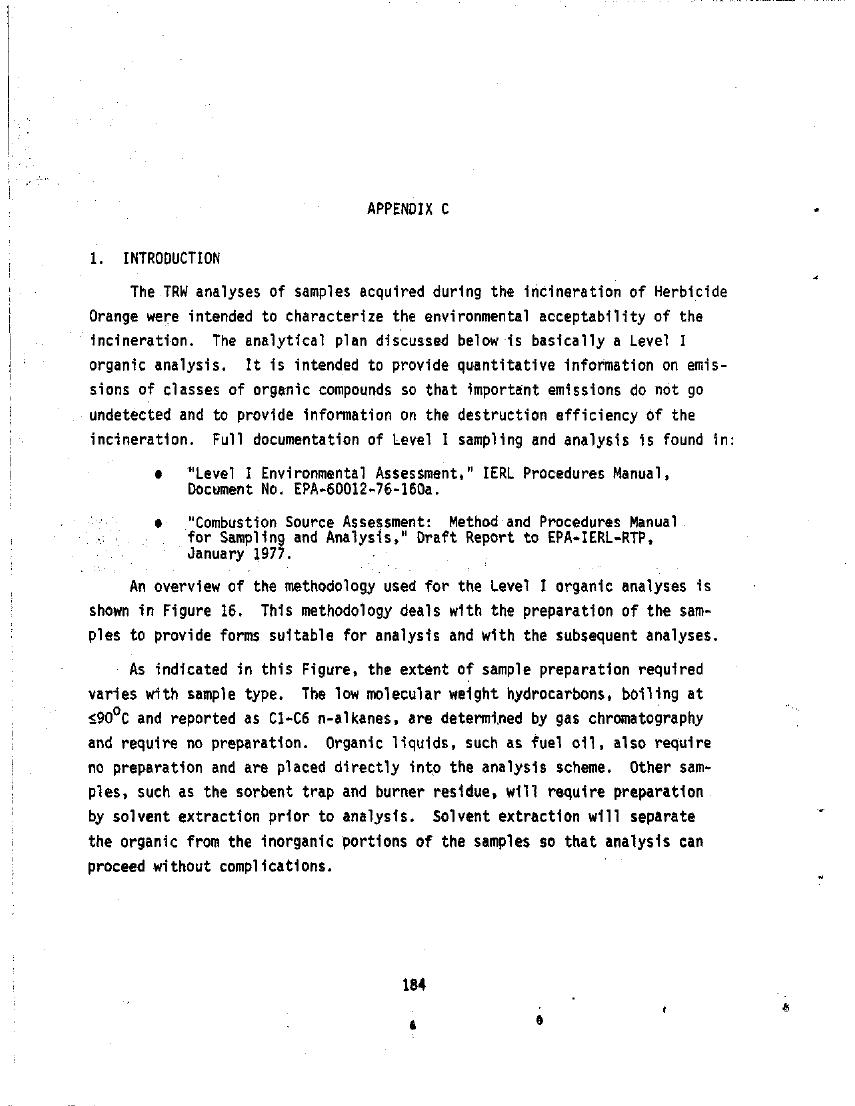 APPENDIX C
1. INTRODUCTION
The TRW analyses of samples acquired during the incineration of Herbicide
Orange were intended to characterize the environmental acceptability of the
incineration. The analytical plan discussed below is basically a Level I
organic analysis. It is intended to provide quantitative information on emis-
sions of classes of organic compounds so that important emissions do not go
undetected and to provide information on the destruction efficiency of the
incineration. Full documentation of Level I sampling and analysis is found in:
● "Level I Environmental Assessment," IERL Procedures Manual,
Document No. EPA-60012-76-160a.
● "Combustion Source Assessment: Method and Procedures Manual
for Sampling and Analysis," Draft Report to EPA-IERL-RTP,
January 1977.
An overview of the methodology used for the Level I organic analyses is
shown in Figure 16. This methodology deals with the preparation of the sam-
ples to provide forms suitable for analysis and with the subsequent analyses.
As indicated in this Figure, the extent of sample preparation required
varies with sample type. The low molecular weight hydrocarbons, boiling at
≤90°C and reported as C1-C6 n-alkanes, are determined by gas chromatography
and require no preparation. Organic liquids, such as fuel oil, also require
no preparation and are placed directly into the analysis scheme. Other sam-
ples, such as the sorbent trap and burner residue, will require preparation
by solvent extraction prior to analysis. Solvent extraction will separate
the organic from the inorganic portions of the samples so that analysis can
proceed without complications.
184